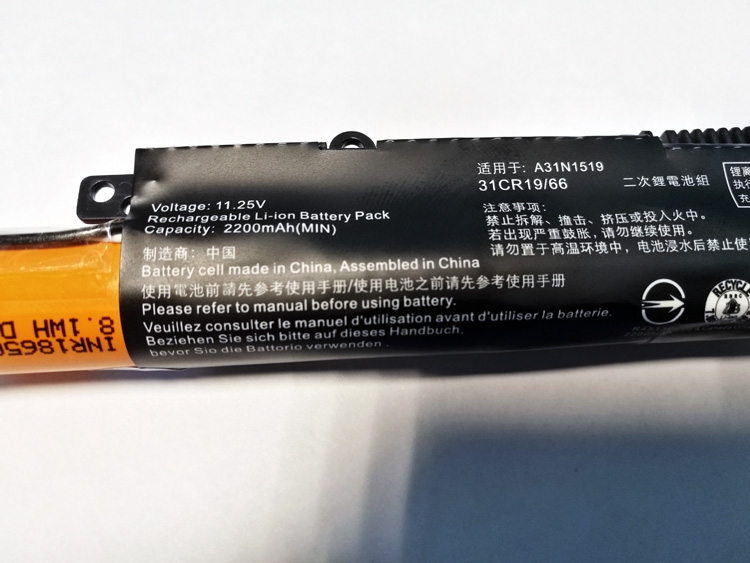 Voltage: 11.25V
Rechargeable Li-ion Battery Pack
Capacity: 2200mAh(MIN)
制造商: 中国
Battery cell made in China, Assembled in China
使用電池前請先參考使用手册/使用电池之前请先参考使用手册
Please refer to manual before using battery.
Veuillez consulter le manuel d'utilisation avant d'utiliser la batterie.
Beziehen Sie sich bitte auf dieses Handbuch,
bevor Sio die Battorio verwenden.
适用于: A31N1519
31CR19/66
二次鋰電池組
注意事项:
禁止拆解、撞击、挤压或投入火中。
若出现严重鼓胀, 请勿继续使用。
请勿置于高温环境中, 电池浸水后禁止使
RECYCLE
INR1865
8.1WH